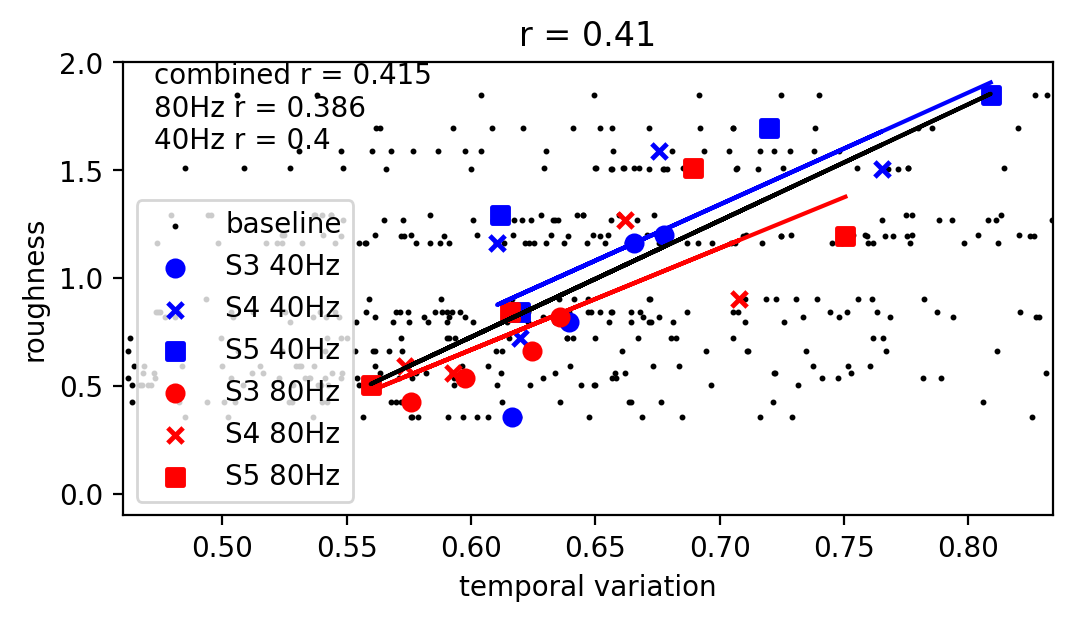 r = 0.41
combined r = 0.415
80Hz r = 0.386
40Hz r = 0.4
baseline
S3 40Hz
S4 40Hz
S5 40Hz
S3 80Hz
S4 80Hz
S5 80Hz
roughness
2.0
1.5
1.0
0.5
0.0
0.50 0.55 0.60 0.65 0.70 0.75 0.80
temporal variation